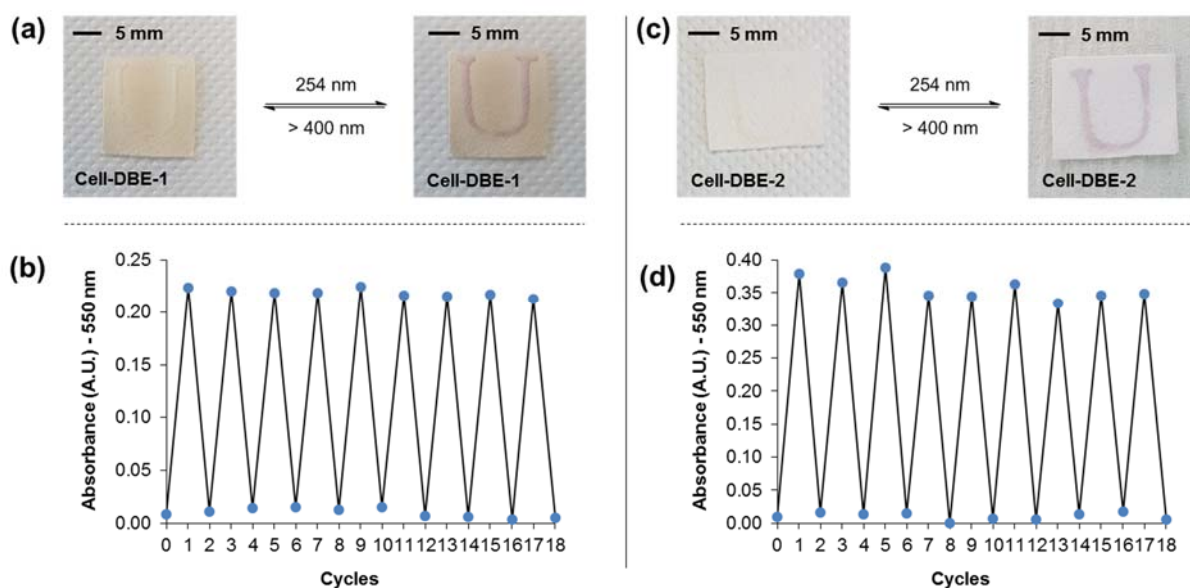 (a)
5 mm
254 nm
> 400 nm
5 mm
U
Cell-DBE-1
Cell-DBE-1
(b)
Absorbance (A.U.) - 550 nm
0.25
0.20
0.15
0.10
0.05
0.00
0 1 2 3 4 5 6 7 8 9 10 11 12 13 14 15 16 17 18
Cycles
(c)
5 mm
254 nm
> 400 nm
5 mm
U
Cell-DBE-2
Cell-DBE-2
(d)
Absorbance (A.U.) - 550 nm
0.40
0.35
0.30
0.25
0.20
0.15
0.10
0.05
0.00
0 1 2 3 4 5 6 7 8 9 10 11 12 13 14 15 16 17 18
Cycles